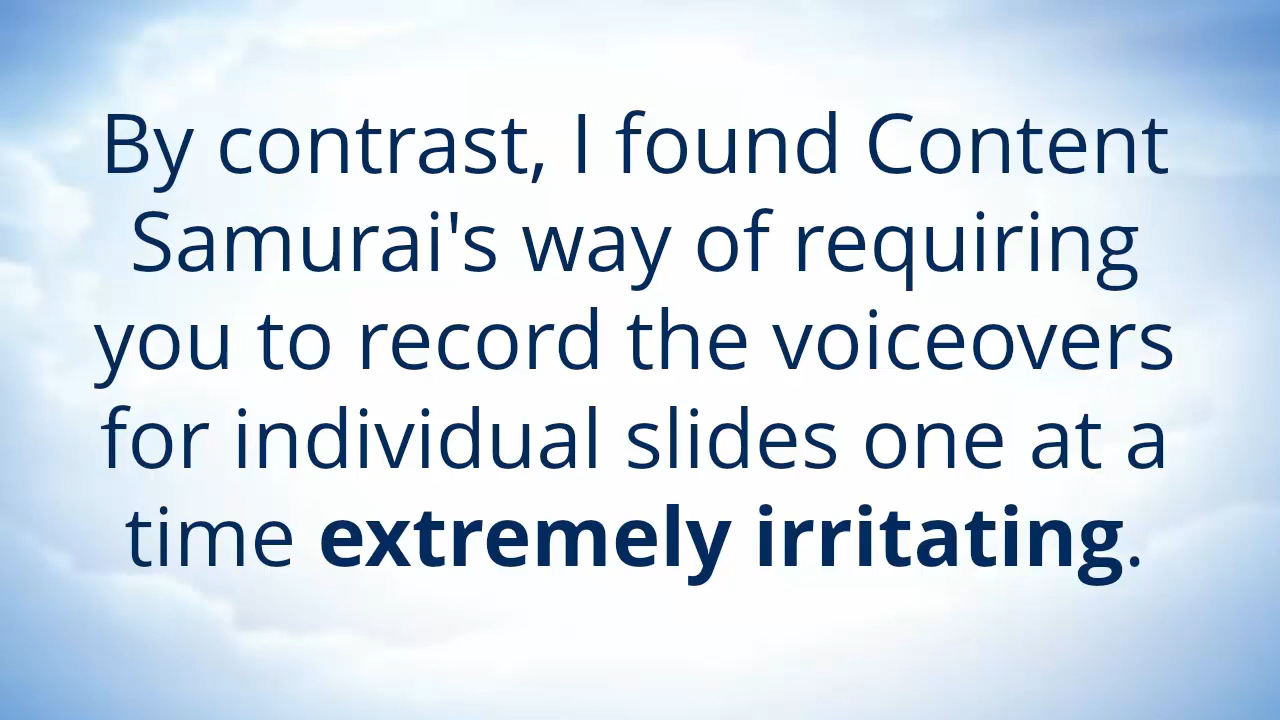 By contrast, I found Content
Samurai's way of requiring
you to record the voiceovers
for individual slides one at a
time extremely irritating.